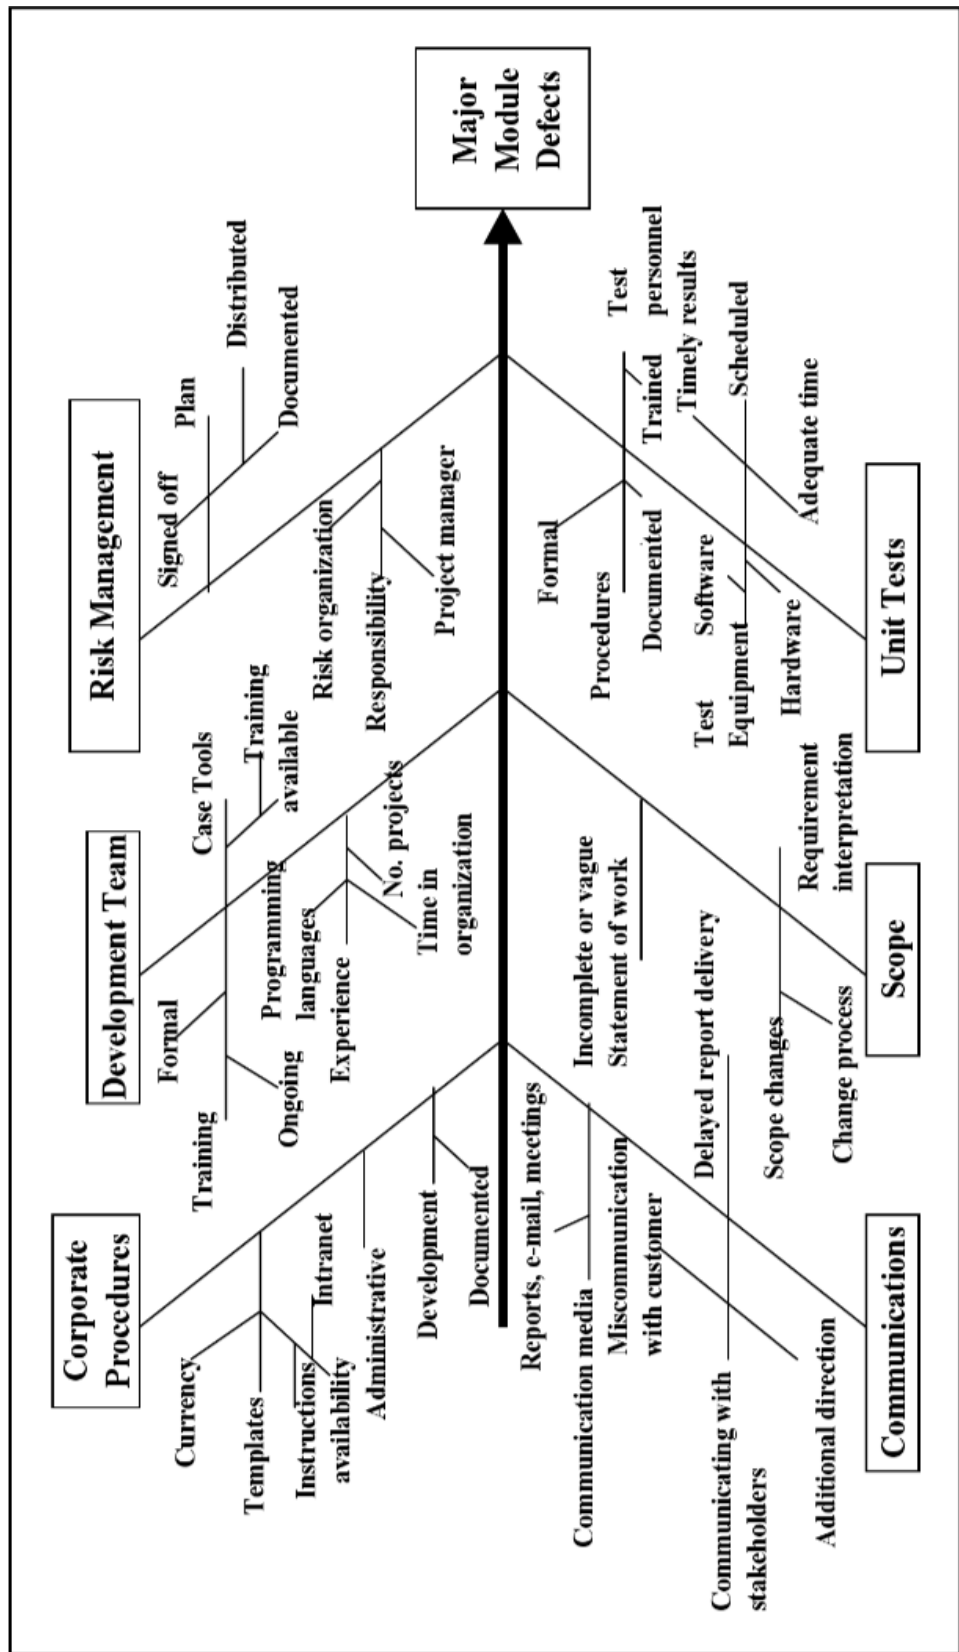 Corporate
Procedures
Development Team
Risk Management
Currency
Templates
Instructions
availability
Intranet
Administrative
Development
Documented
Formal
Training
Ongoing
Case Tools
Training
available
Programming
languages
Experience
No. projects
Time in
organization
Signed off
Plan
Distributed
Documented
Risk organization
Responsibility
Project manager
Major
Module
Defects
Reports, e-mail, meetings
Communication media
Miscommunication
with customer
Delayed report delivery
Communicating with
stakeholders
Additional direction
Incomplete or vague
Statement of work
Scope changes
Change process
Requirement
interpretation
Formal
Procedures
Documented
Test
personnel
Trained
Timely results
Scheduled
Adequate time
Software
Test
Equipment
Hardware
Communications
Scope
Unit Tests